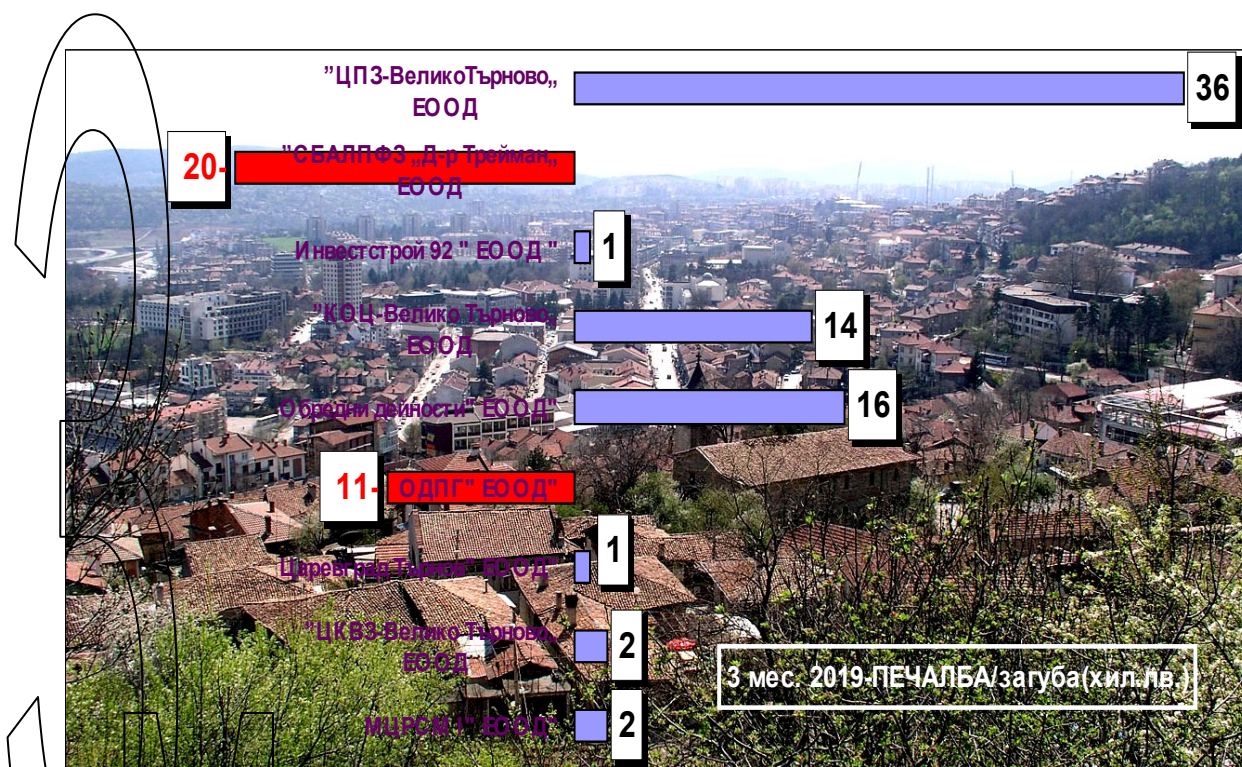 "ЦПЗ-ВеликоТърново„
ЕООД
36
20-
"СБАЛПФЗ „Д-р Трейман„
ЕООД
Инвестстрой 92 " ЕООД "
1
"КОЦ-Велико Търново„
ЕООД
14
Обредни дейности" ЕООД"
16
11-
ОДПГ" ЕООД"
Царевград Търнов" ЕООД"
1
"ЦКВЗ-Велико Търново„
ЕООД
2
3 мес. 2019-ПЕЧАЛБА/загуба(хил.лв.)
МЦРСМ I" ЕООД"
2